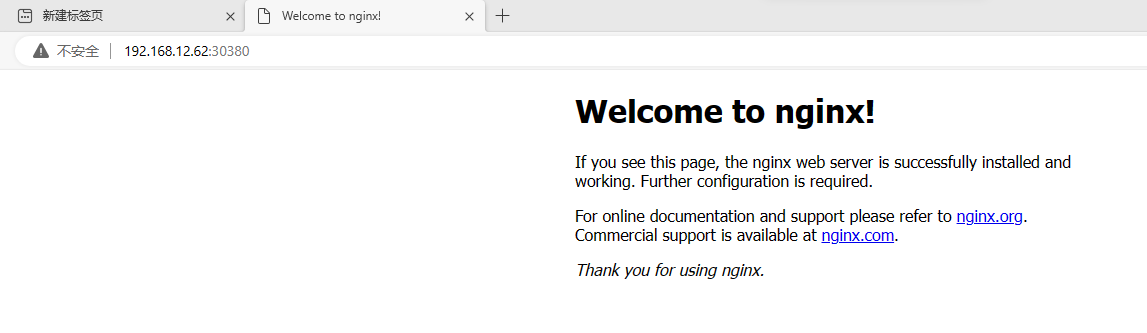 新建标签页
Welcome to nginx!
不安全
192.168.12.62:30380
Welcome to nginx!
If you see this page, the nginx web server is successfully installed and
working. Further configuration is required.
For online documentation and support please refer to nginx.org.
Commercial support is available at nginx.com.
Thank you for using nginx.